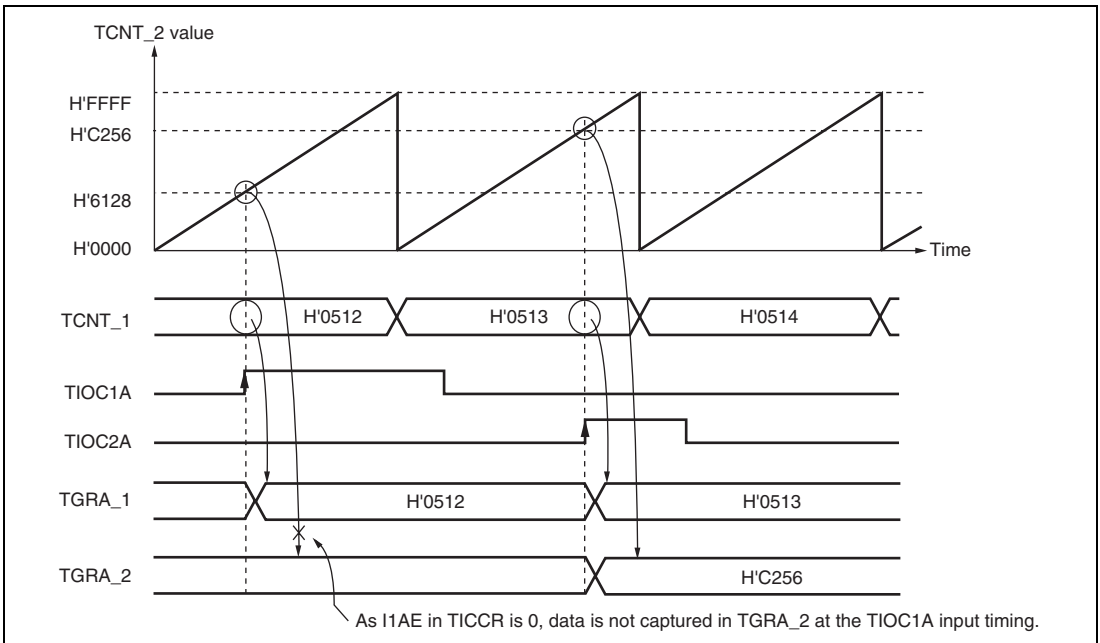 TCNT_2 value
H'FFFF
H'C256
H'6128
H'0000
Time
TCNT_1
H'0512
H'0513
H'0514
TIOC1A
TIOC2A
TGRA_1
H'0512
H'0513
TGRA_2
H'C256
As I1AE in TICCR is 0, data is not captured in TGRA_2 at the TIOC1A input timing.